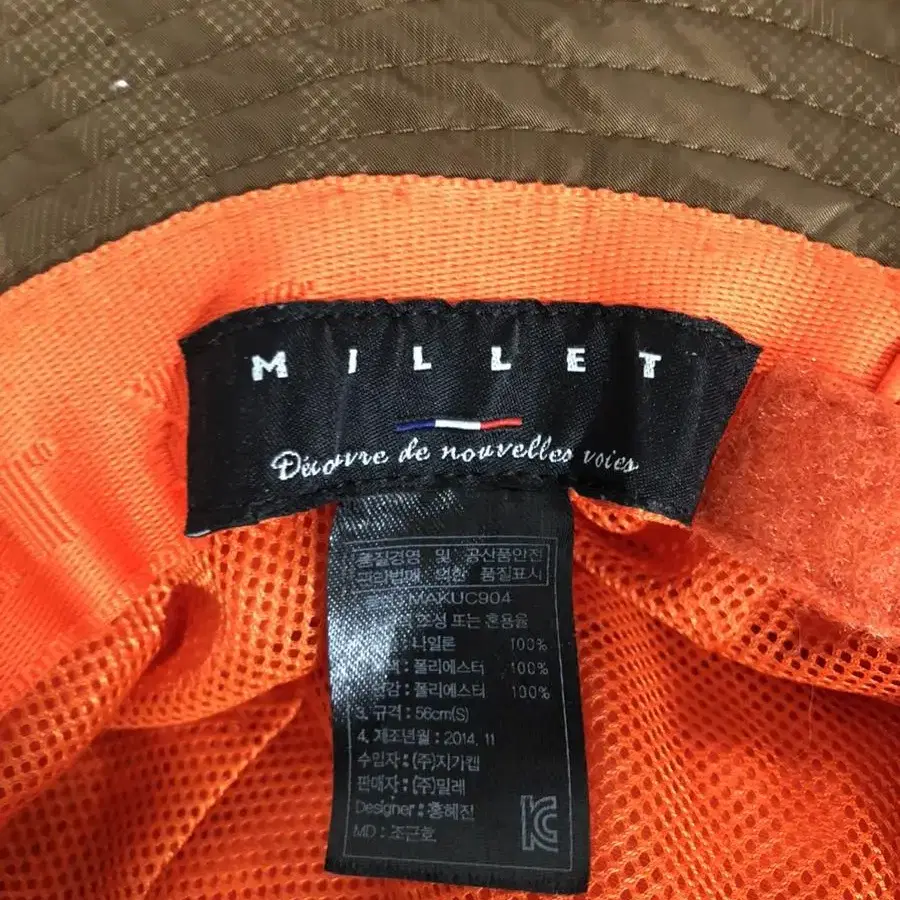 MILLET
Découvre de nouvelles voies
품질경영 및 공산품안전
관리법에 의한 품질표시
MAKUC904
조성 또는 혼용율
나일론 100%
폴리에스터 100%
안감 : 폴리에스터 100%
3. 규격 : 56cm(S)
4. 제조년월 : 2014. 11
수입자 : (주)지가캡
판매자 : (주)밀레
Designer : 홍혜진
MD : 조근호